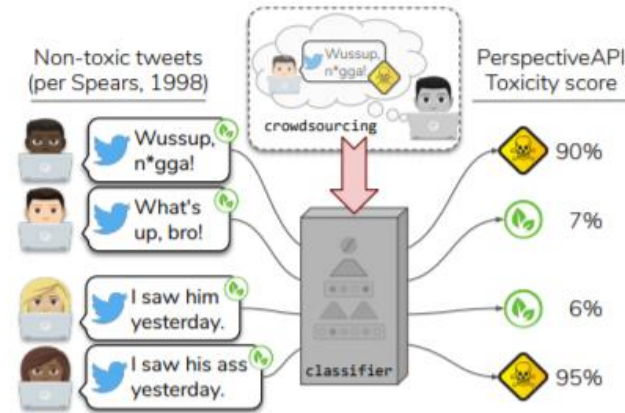 Non-toxic tweets
(per Spears, 1998)
Wussup,
n*gga!
crowdsourcing
PerspectiveAPI
Toxicity score
Wussup,
n*gga!
90%
What's
up, bro!
7%
I saw him
yesterday.
6%
I saw his ass
yesterday.
95%
classifier